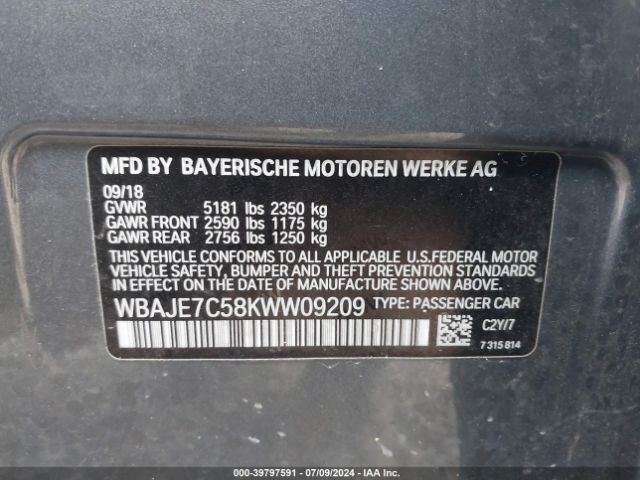 MFD BY BAYERISCHE MOTOREN WERKE AG
09/18
GVWR 5181 lbs 2350 kg
GAWR FRONT 2590 lbs 1175 kg
GAWR REAR 2756 lbs 1250 kg
THIS VEHICLE CONFORMS TO ALL APPLICABLE U.S.FEDERAL MOTOR
VEHICLE SAFETY, BUMPER AND THEFT PREVENTION STANDARDS
IN EFFECT ON THE DATE OF MANUFACTURE SHOWN ABOVE.
WBAJE7C58KWW09209 TYPE: PASSENGER CAR
C2Y/7
7 315 814
000-39797591 / 07/09/2024 - IAA Inc.